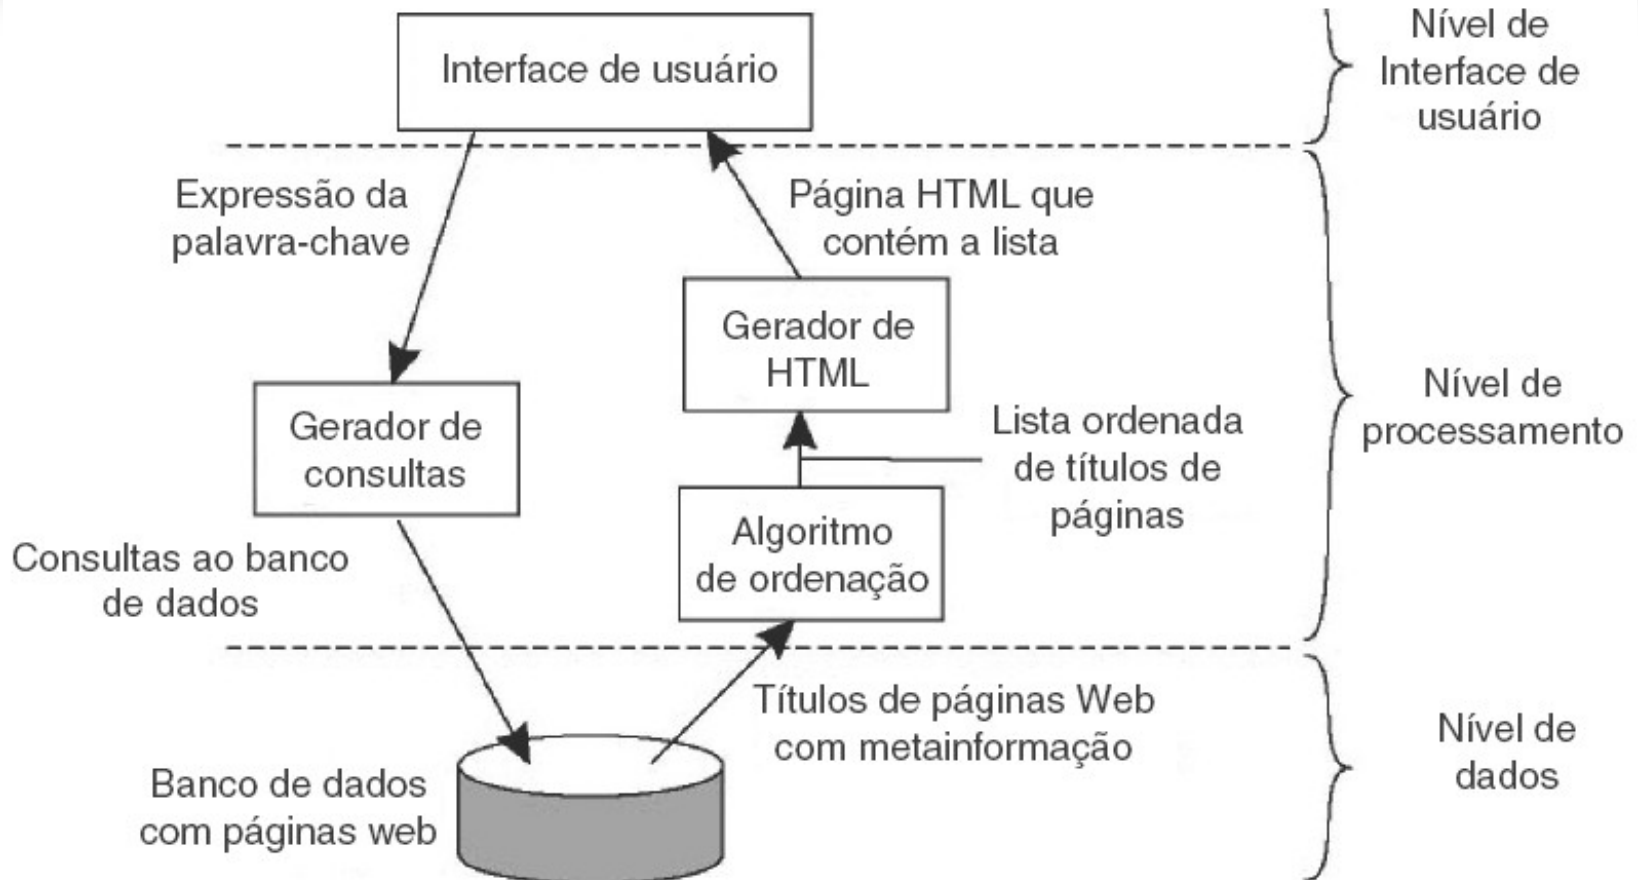 Interface de usuário
Nível de
Interface de
usuário
Expressão da
palavra-chave
Página HTML que
contém a lista
Gerador de
HTML
Gerador de
consultas
Lista ordenada
de títulos de
páginas
Nível de
processamento
Algoritmo
de ordenação
Consultas ao banco
de dados
Títulos de páginas Web
com metainformação
Banco de dados
com páginas web
Nível de
dados